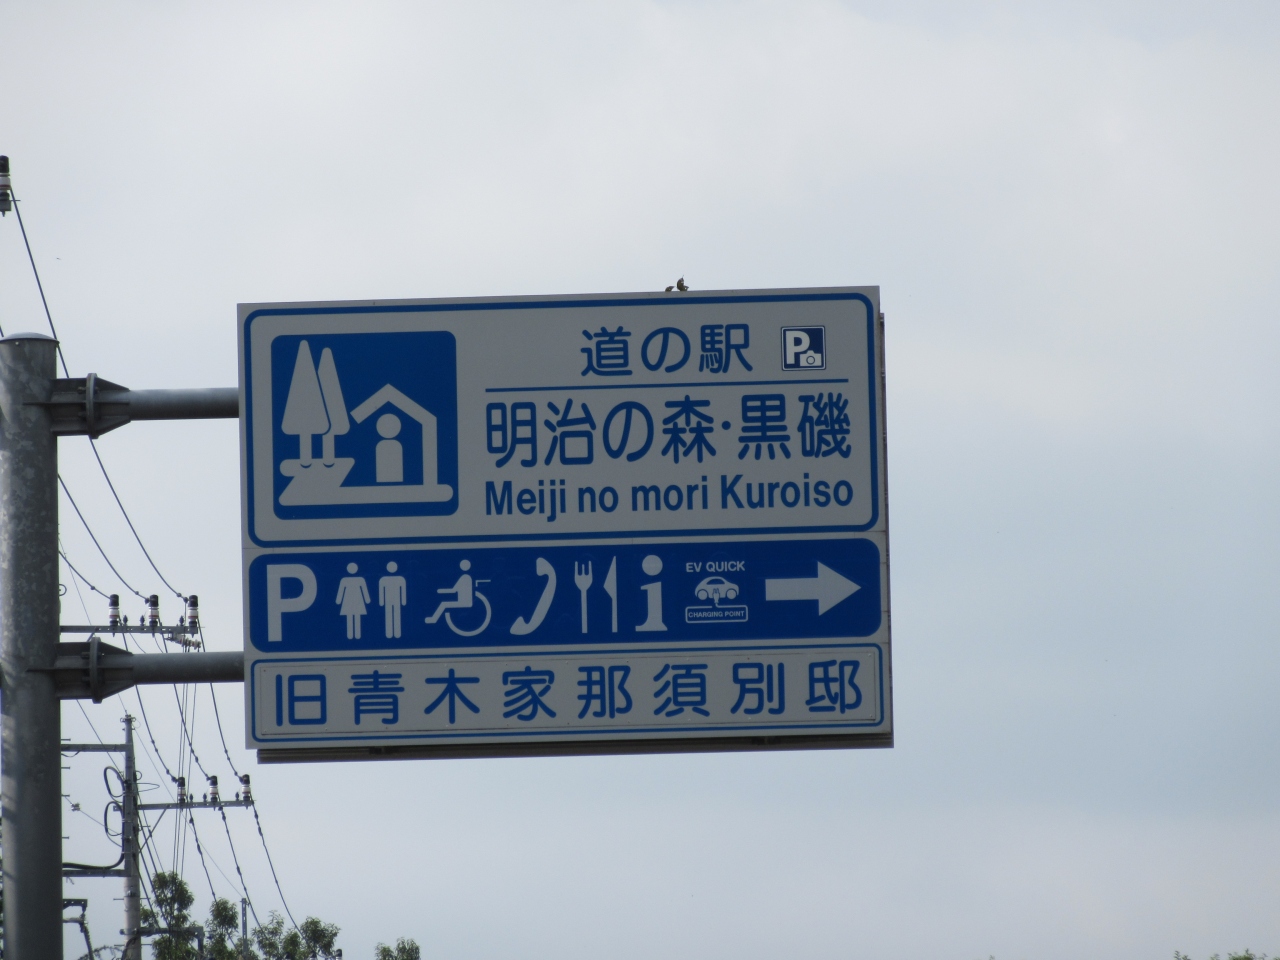 道の駅 P
明治の森・黒磯
Meiji no mori Kuroiso
P
EV QUICK
CHARGING POINT
旧青木家那須別邸